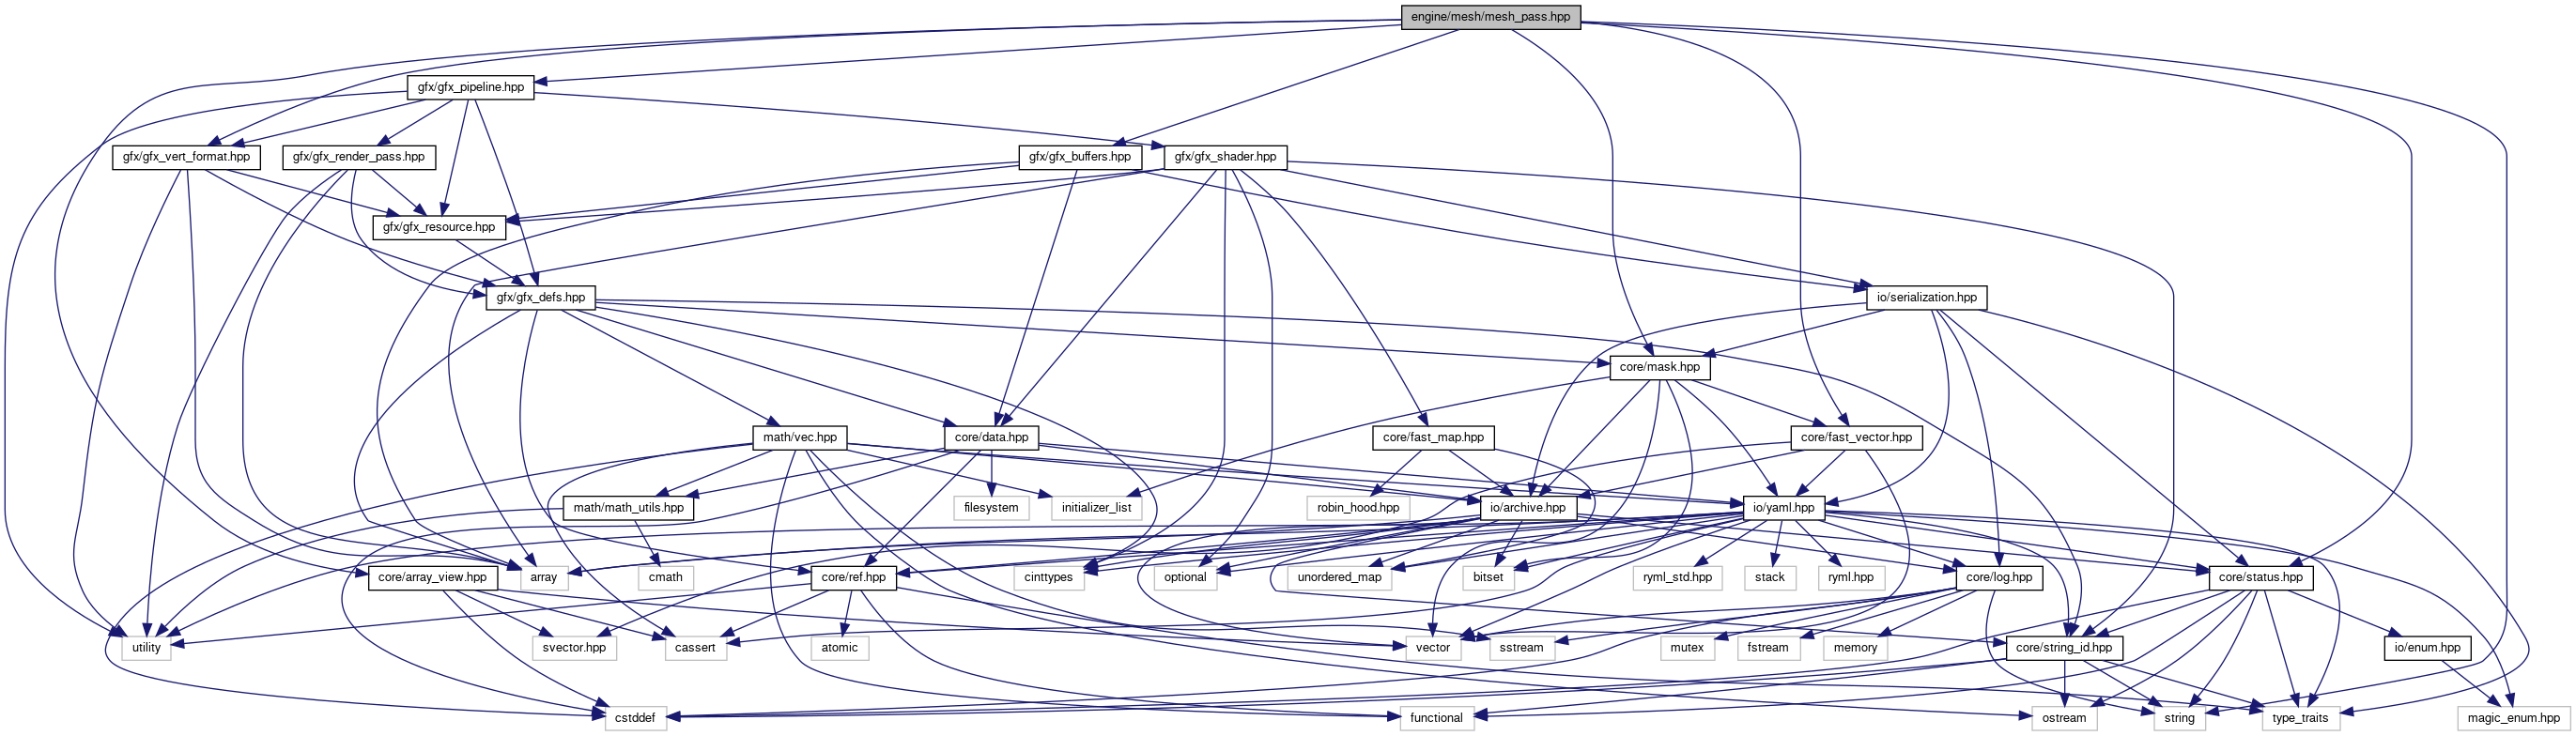 engine/mesh/mesh_pass.hpp
gfx/gfx_pipeline.hpp
gfx/gfx_vert_format.hpp
gfx/gfx_render_pass.hpp
gfx/gfx_buffers.hpp
gfx/gfx_shader.hpp
gfx/gfx_resource.hpp
gfx/gfx_defs.hpp
io/serialization.hpp
core/mask.hpp
math/vec.hpp
core/data.hpp
core/fast_map.hpp
core/fast_vector.hpp
math/math_utils.hpp
filesystem
initializer_list
robin_hood.hpp
io/archive.hpp
io/yaml.hpp
core/array_view.hpp
array
cmath
core/ref.hpp
cinttypes
optional
unordered_map
bitset
ryml_std.hpp
stack
ryml.hpp
core/log.hpp
core/status.hpp
utility
svector.hpp
cassert
atomic
vector
sstream
mutex
fstream
memory
core/string_id.hpp
io/enum.hpp
cstddef
functional
ostream
string
type_traits
magic_enum.hpp